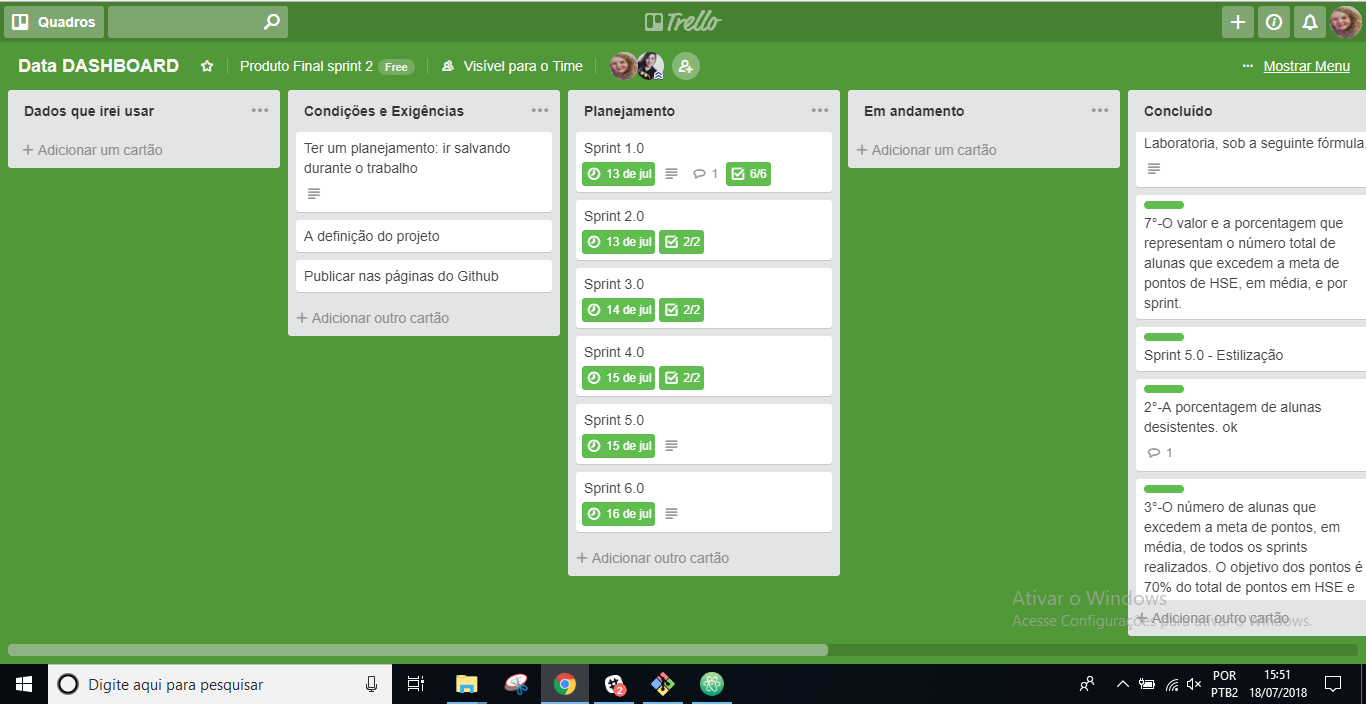 Quadros
Trello
Data DASHBOARD
Produto Final sprint 2 Free
Visível para o Time
Mostrar Menu
Dados que irei usar
Adicionar um cartão
Condições e Exigências
Ter um planejamento: ir salvando
durante o trabalho
A definição do projeto
Publicar nas páginas do Github
Adicionar outro cartão
Planejamento
Sprint 1.0
13 de jul 1 6/6
Sprint 2.0
13 de jul 2/2
Sprint 3.0
14 de jul 2/2
Sprint 4.0
15 de jul 2/2
Sprint 5.0
15 de jul
Sprint 6.0
16 de jul
Adicionar outro cartão
Em andamento
Adicionar um cartão
Concluído
Laboratoria, sob a seguinte fórmula
7°-O valor e a porcentagem que
representam o número total de
alunas que excedem a meta de
pontos de HSE, em média, e por
sprint.
Sprint 5.0 - Estilização
2°-A porcentagem de alunas
desistentes. ok
1
3°-O número de alunas que
excedem a meta de pontos, em
média, de todos os sprints
realizados. O objetivo dos pontos é
70% do total de pontos em HSE e
Adicionar outro cartão
Ativar o Windows
Acesse Configurações para ativar o Windows.
Digite aqui para pesquisar
2
POR
PTB2
15:51
18/07/2018